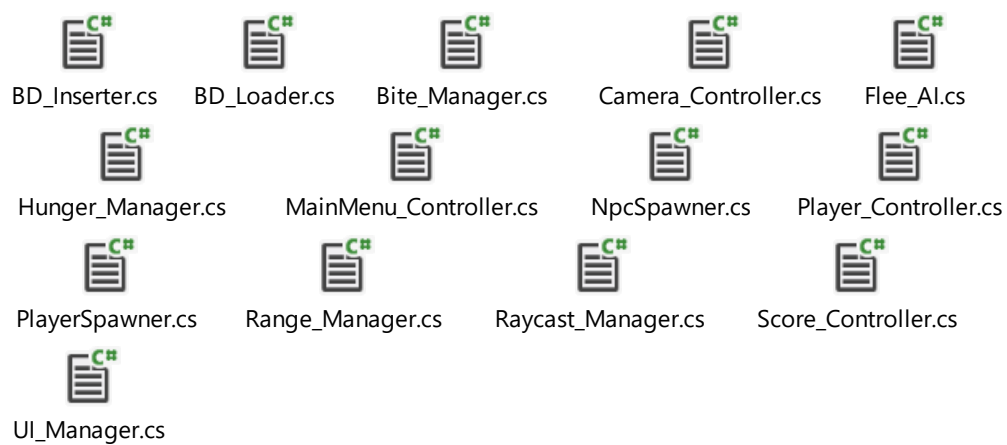 C# C# C# C# C#
BD_Inserter.cs BD_Loader.cs Bite_Manager.cs Camera_Controller.cs Flee_AI.cs
C# C# C# C#
Hunger_Manager.cs MainMenu_Controller.cs NpcSpawner.cs Player_Controller.cs
C# C# C# C#
PlayerSpawner.cs Range_Manager.cs Raycast_Manager.cs Score_Controller.cs
C#
UI_Manager.cs